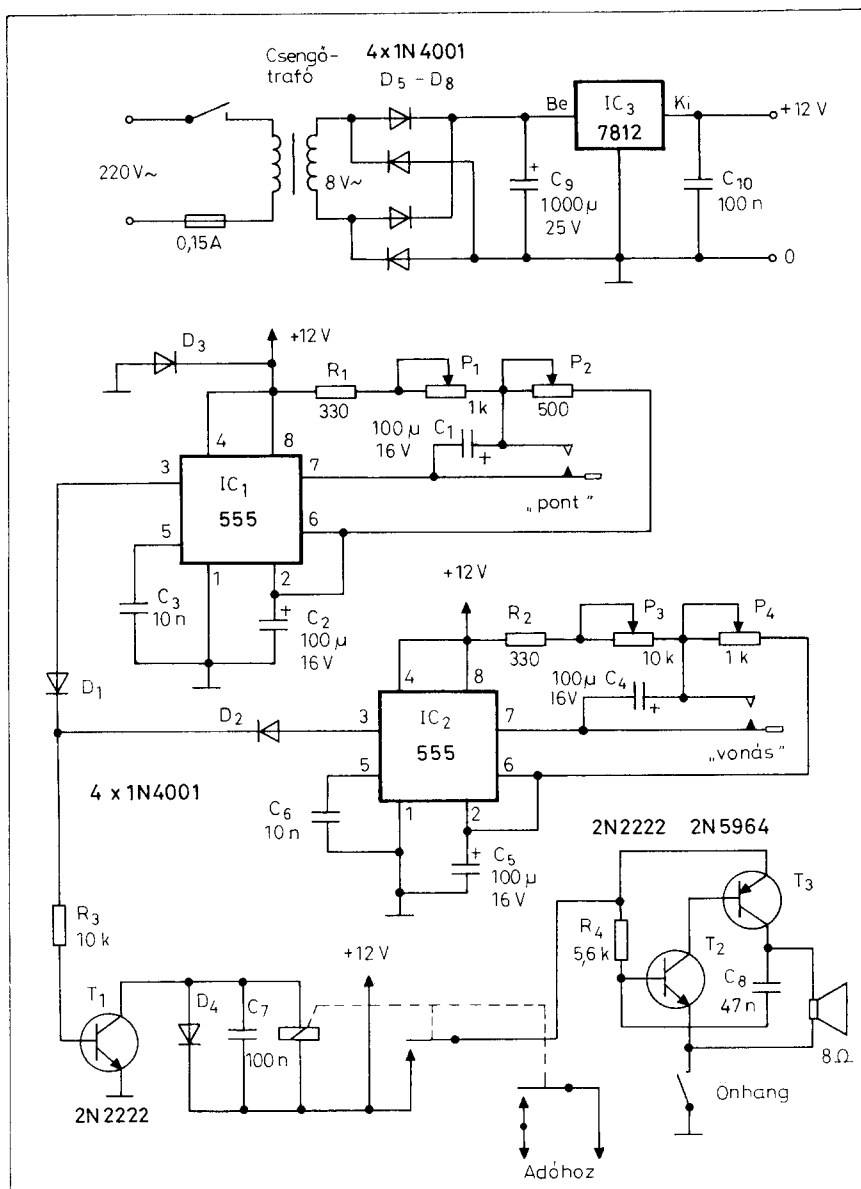 Csengő-
trafó
4 x 1N 4001
D5 – D8
220 V~
8 V~
0,15 A
Be
IC3
7812
Ki
+12 V
C9
1000 µ
25 V
C10
100 n
0
+
D3
+12 V
R1
330
P1
1 k
P2
500
100 µ
16 V
C1
+
4
8
3
7
IC1
555
„pont"
5
6
1
2
C3
10 n
+
C2
100 µ
16 V
D1
+12 V
R2
330
P3
10 k
P4
1 k
100 µ
16 V
C4
+
4
8
D2
3
7
IC2
555
„vonás"
5
6
1
2
4 x 1N4001
C6
10 n
+
C5
100 µ
16 V
2N2222
2N5964
R3
10 k
+12 V
R4
5,6 k
T3
T2
C8
47 n
8 Ω
T1
D4
C7
100 n
2N2222
Önhang
Adóhoz